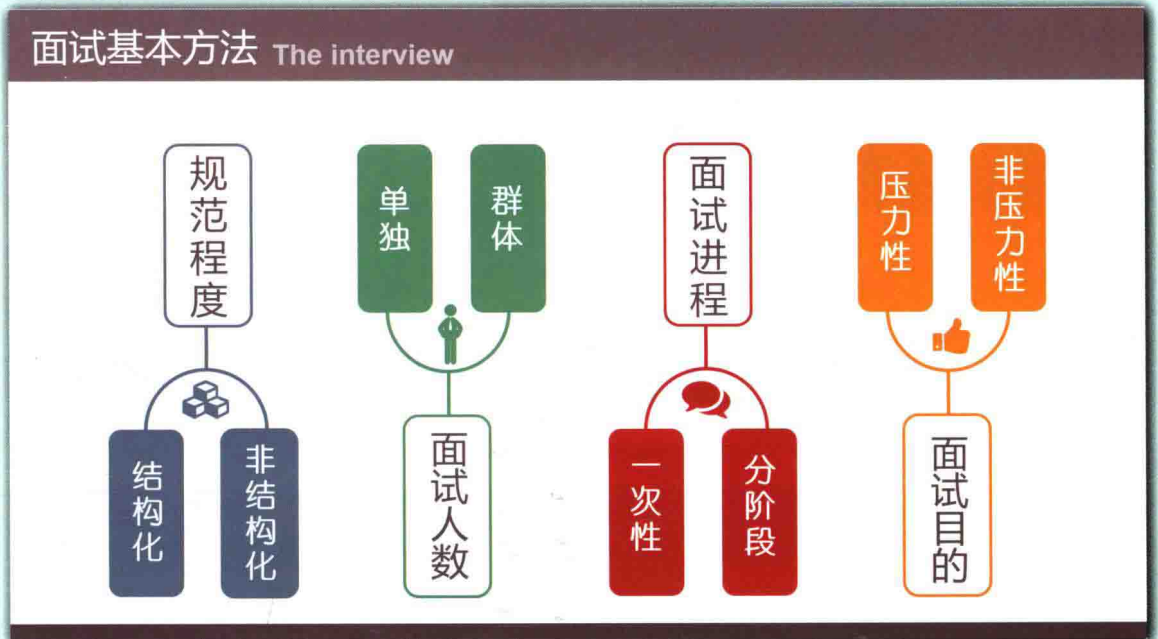 面试基本方法 The interview
规范程度
结构化
非结构化
单独
群体
面试人数
面试进程
一次性
分阶段
压力性
非压力性
面试目的